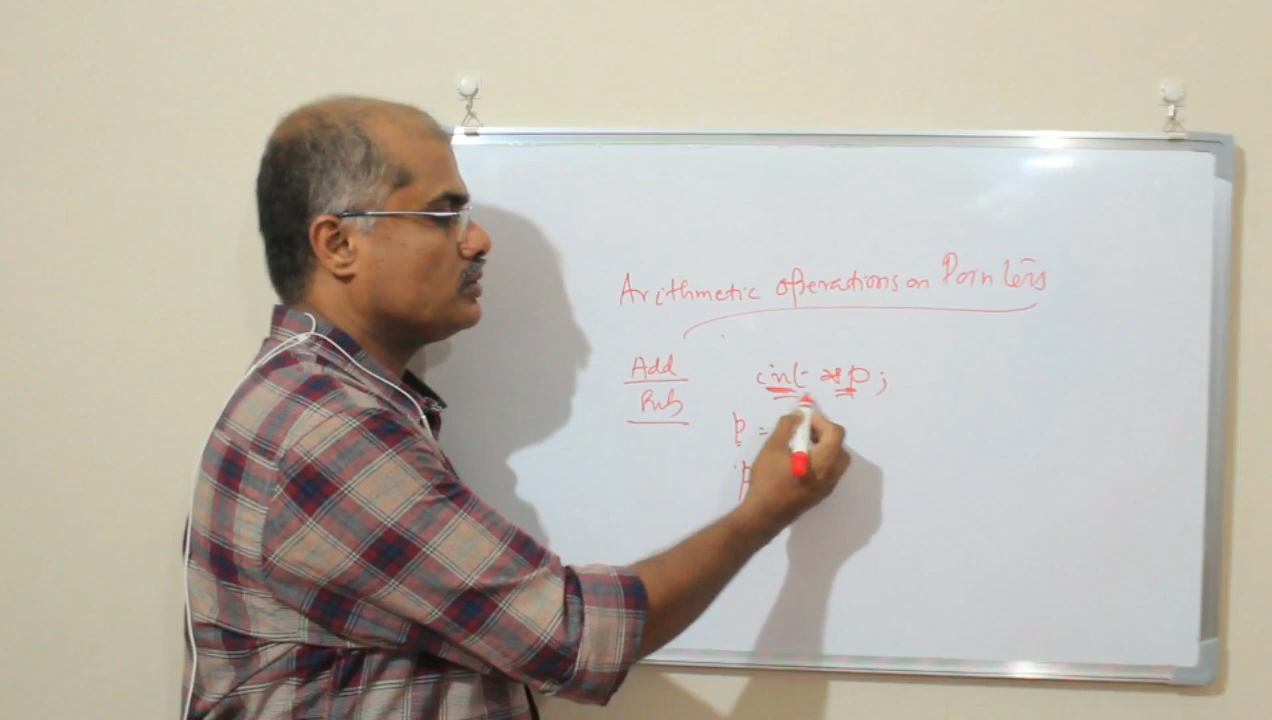 Arithmetic operations on Pointers
Add
Sub
int *p;
p =
p